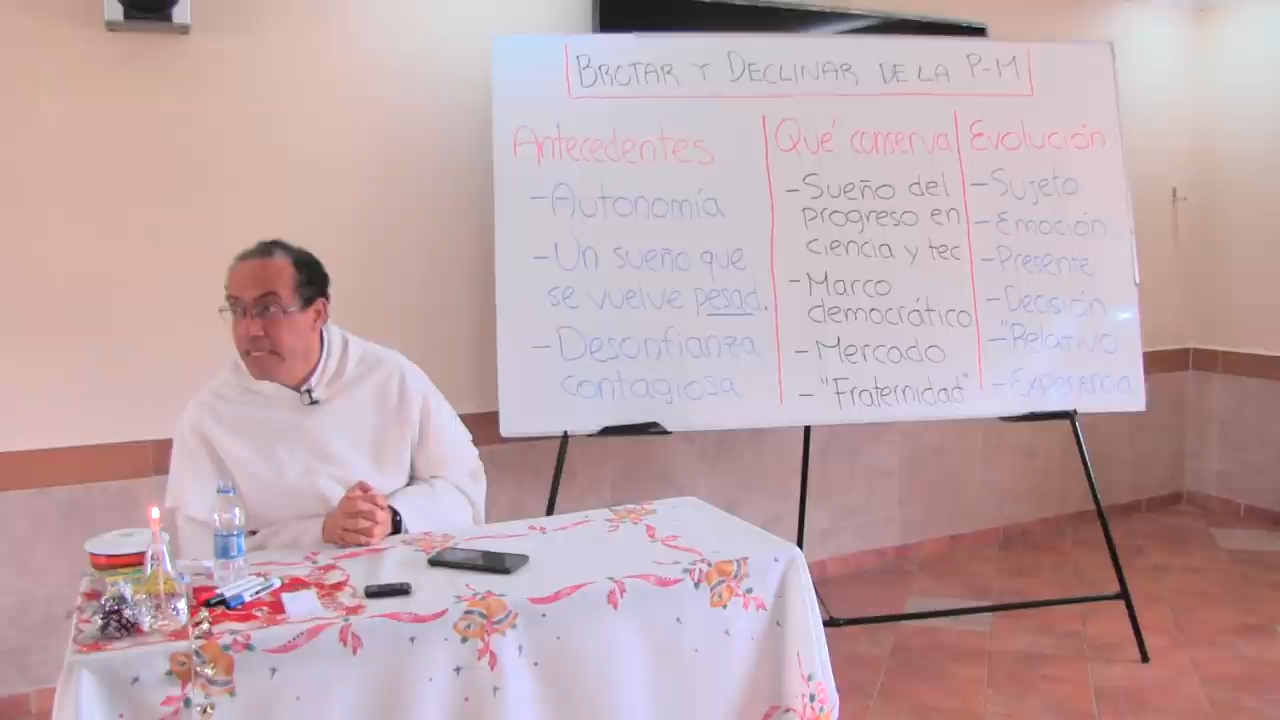 BROTAR Y DECLINAR DE LA P-M
Antecedentes
-Autonomía
-Un sueño que
se vuelve pesad.
-Desconfianza
contagiosa
Qué conserva
-Sueño del
progreso en
ciencia y tec
-Marco
democrático
-Mercado
-"Fraternidad"
Evolución
-Sujeto
-Emoción
-Presente
-Decisión
-"Relativo
-Experiencia